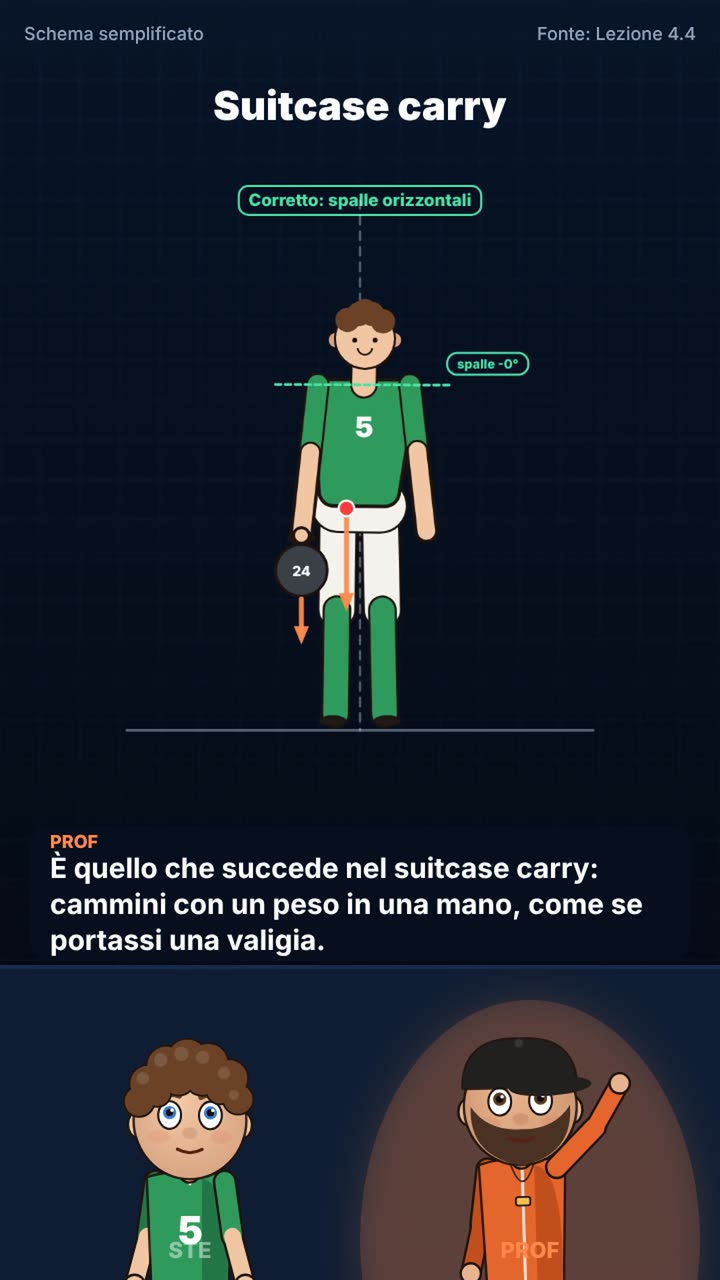 Schema semplificato
Fonte: Lezione 4.4
Suitcase carry
Corretto: spalle orizzontali
spalle -0°
5
24
PROF
È quello che succede nel suitcase carry:
cammini con un peso in una mano, come se
portassi una valigia.
5
STE
PROF